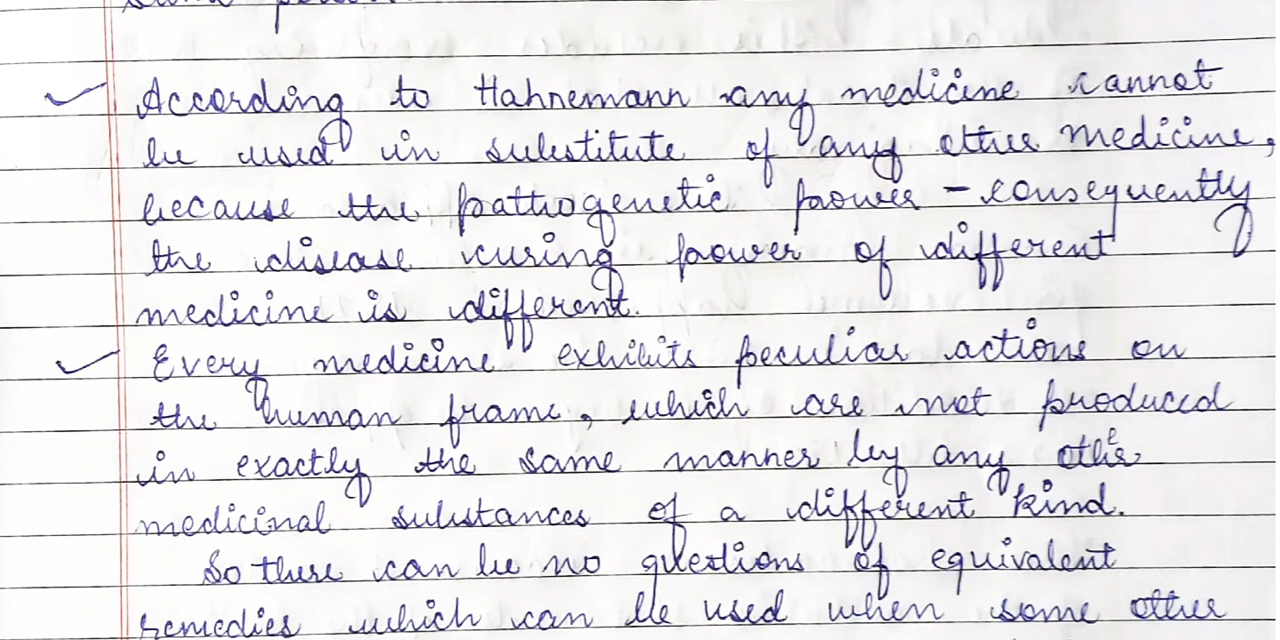 According to Hahnemann any medicine cannot
be used in substitute of any other medicine,
because the pathogenetic power - consequently
the disease curing power of different
medicine is different.
Every medicine exhibits peculiar actions on
the human frame, which are not produced
in exactly the same manner by any other
medicinal substances of a different kind.
So there can be no questions of equivalent
remedies which can be used when some other